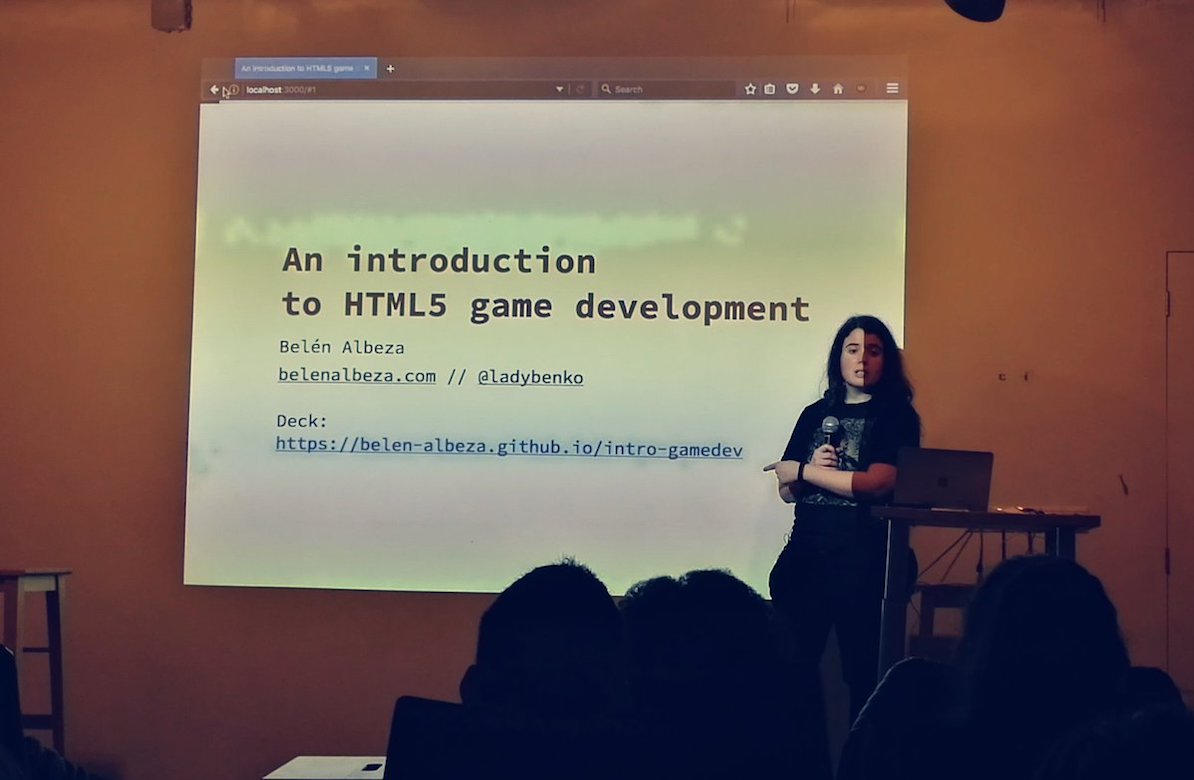 An introduction to HTML5 game
localhost:3000/#1
Search
An introduction
to HTML5 game development
Belén Albeza
belenalbeza.com // @ladybenko
Deck:
https://belen-albeza.github.io/intro-gamedev